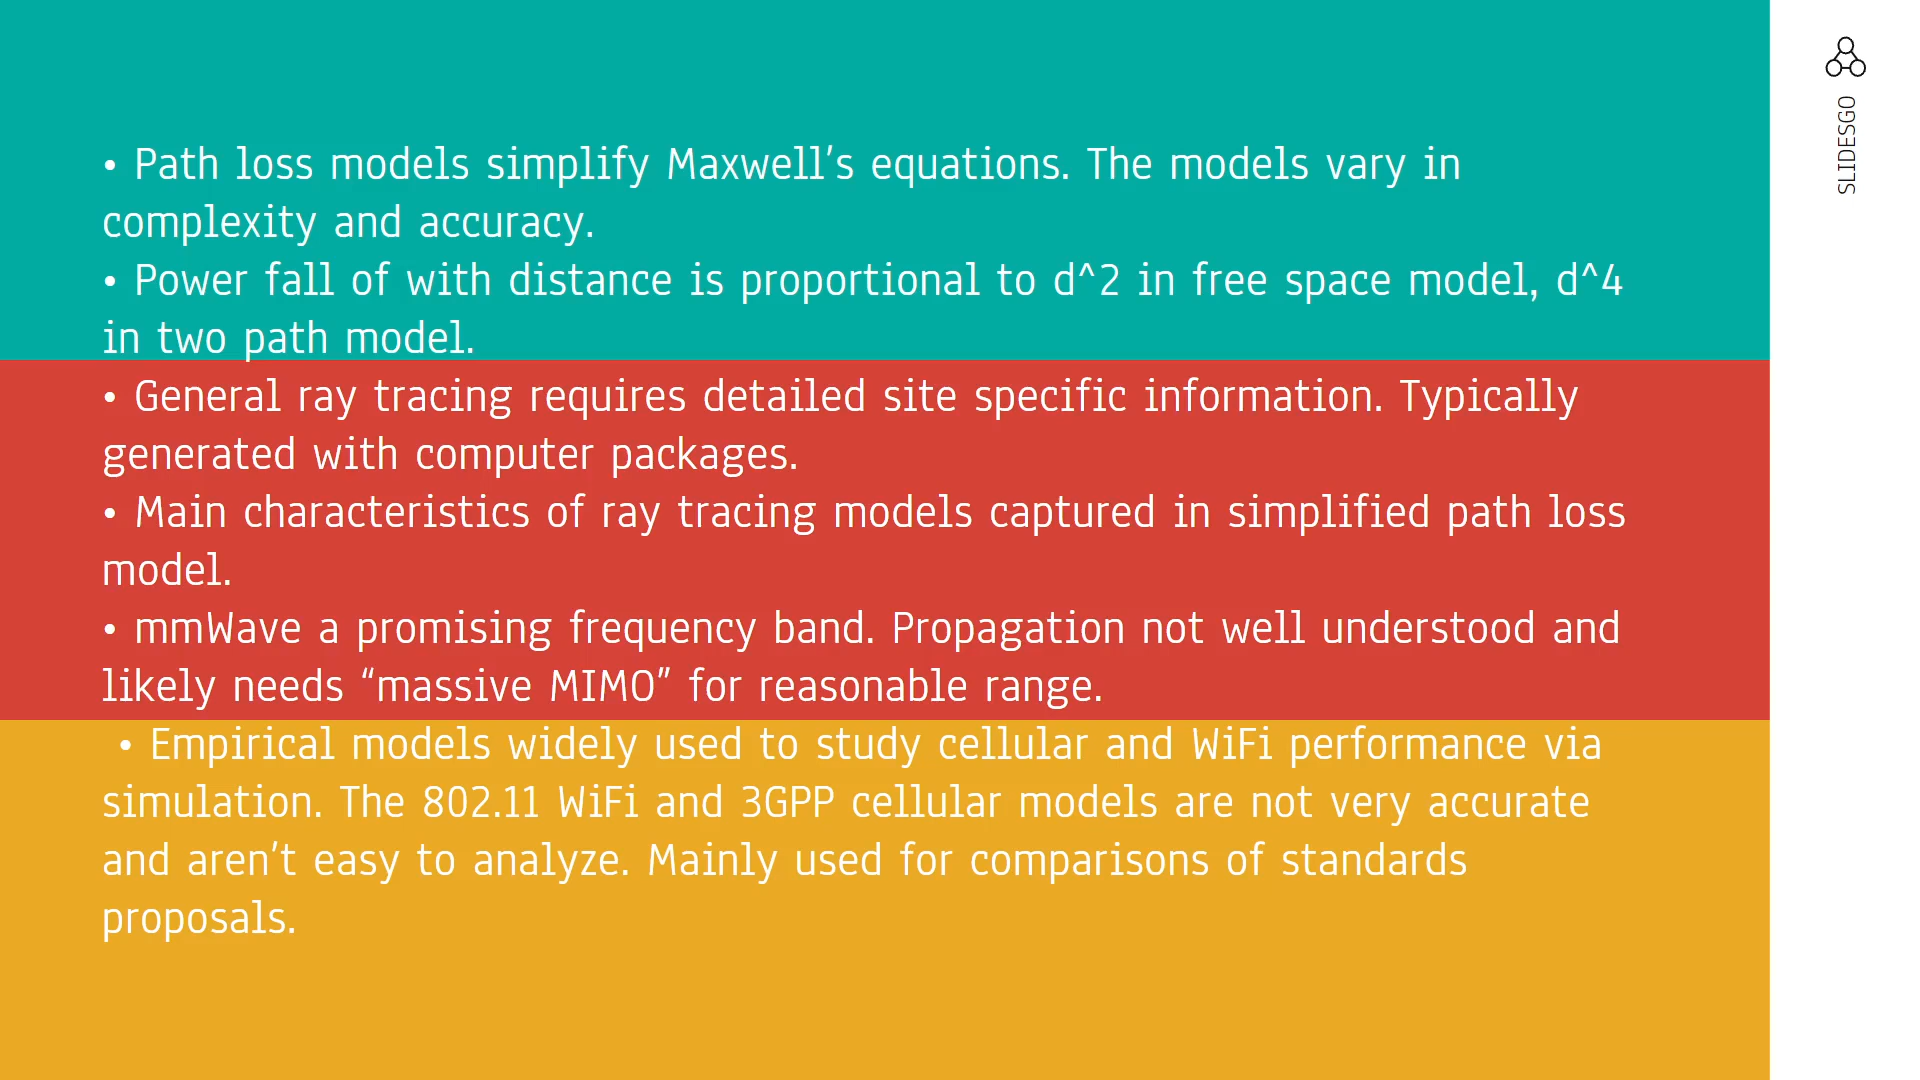 • Path loss models simplify Maxwell’s equations. The models vary in
complexity and accuracy.
• Power fall of with distance is proportional to d^2 in free space model, d^4
in two path model.
• General ray tracing requires detailed site specific information. Typically
generated with computer packages.
• Main characteristics of ray tracing models captured in simplified path loss
model.
• mmWave a promising frequency band. Propagation not well understood and
likely needs “massive MIMO” for reasonable range.
• Empirical models widely used to study cellular and WiFi performance via
simulation. The 802.11 WiFi and 3GPP cellular models are not very accurate
and aren’t easy to analyze. Mainly used for comparisons of standards
proposals.
SLIDESGO